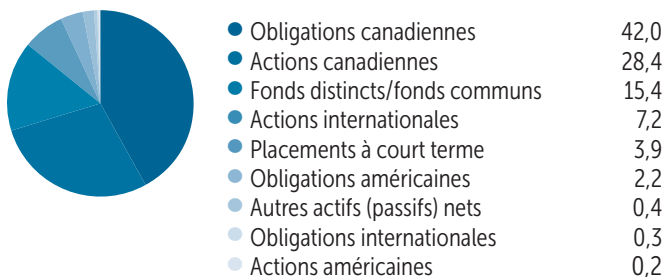 Obligations canadiennes 42,0
Actions canadiennes 28,4
Fonds distincts/fonds communs 15,4
Actions internationales 7,2
Placements à court terme 3,9
Obligations américaines 2,2
Autres actifs (passifs) nets 0,4
Obligations internationales 0,3
Actions américaines 0,2